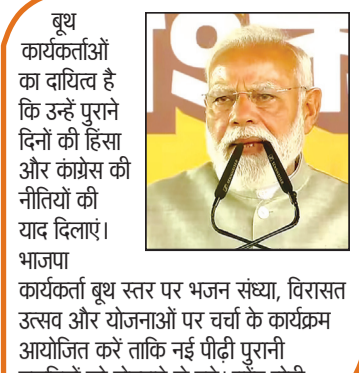 बूथ
कार्यकर्ताओं
का दायित्व है
कि उन्हें पुराने
दिनों की हिंसा
और कांग्रेस की
नीतियों की
याद दिलाएं।
भाजपा
कार्यकर्ता बूथ स्तर पर भजन संध्या, विरासत
उत्सव और योजनाओं पर चर्चा के कार्यक्रम
आयोजित करें ताकि नई पीढ़ी पुरानी